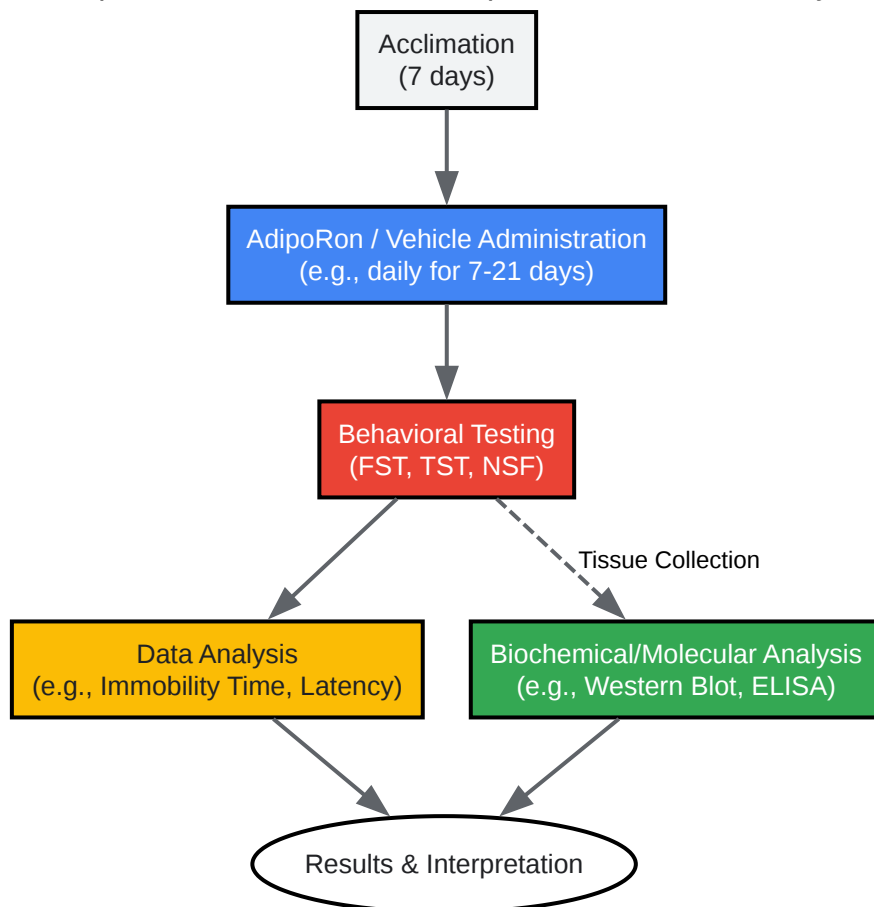 Acclimation
(7 days)
AdipoRon / Vehicle Administration
(e.g., daily for 7-21 days)
Behavioral Testing
(FST, TST, NSF)
Tissue Collection
Data Analysis
(e.g., Immobility Time, Latency)
Biochemical/Molecular Analysis
(e.g., Western Blot, ELISA)
Results & Interpretation